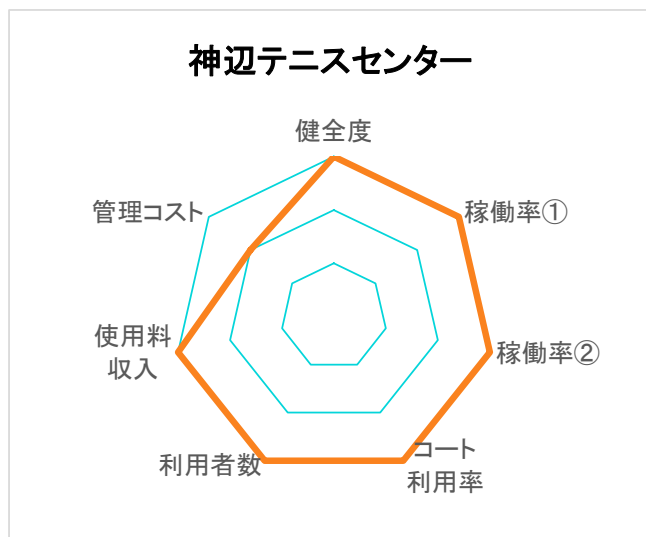 神辺テニスセンター
健全度
稼働率①
稼働率②
コート
利用率
利用者数
使用料
収入
管理コスト